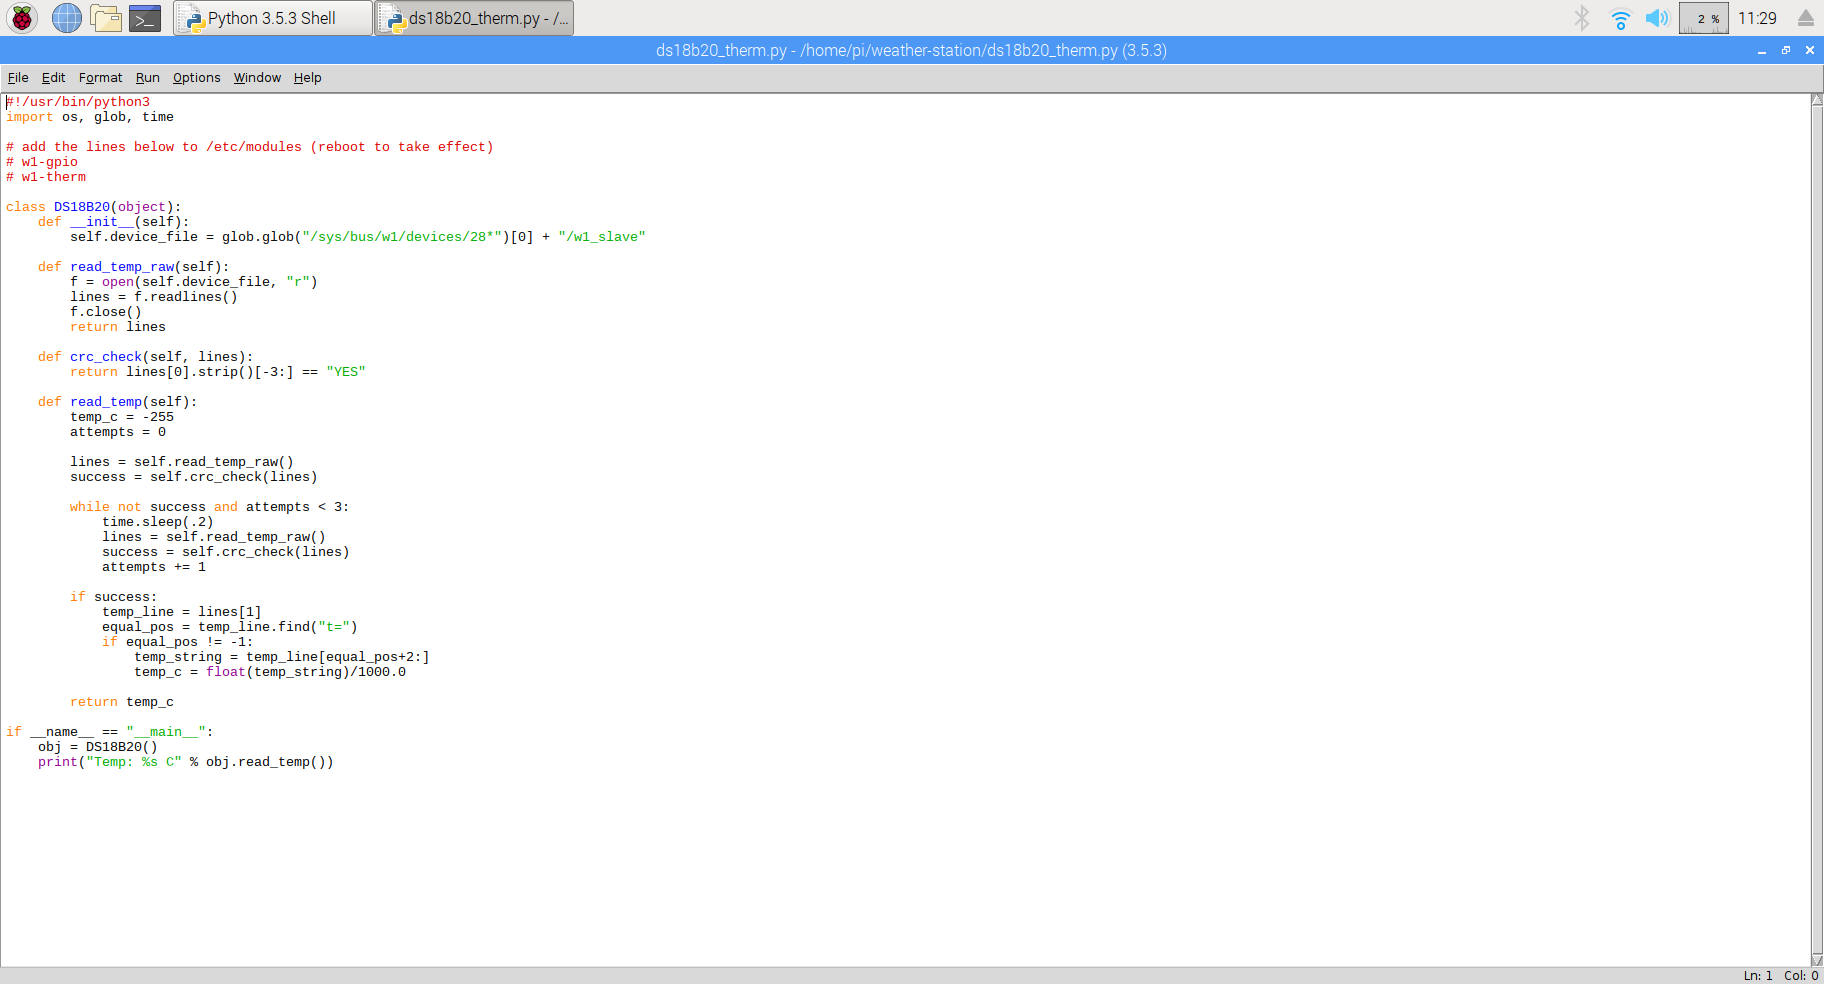 Python 3.5.3 Shell
ds18b20_therm.py - /...
2 %
11:29
ds18b20_therm.py - /home/pi/weather-station/ds18b20_therm.py (3.5.3)
File Edit Format Run Options Window Help
#!/usr/bin/python3
import os, glob, time
# add the lines below to /etc/modules (reboot to take effect)
# w1-gpio
# w1-therm
class DS18B20(object):
    def __init__(self):
        self.device_file = glob.glob("/sys/bus/w1/devices/28*")[0] + "/w1_slave"
    def read_temp_raw(self):
        f = open(self.device_file, "r")
        lines = f.readlines()
        f.close()
        return lines
    def crc_check(self, lines):
        return lines[0].strip()[-3:] == "YES"
    def read_temp(self):
        temp_c = -255
        attempts = 0
        lines = self.read_temp_raw()
        success = self.crc_check(lines)
        while not success and attempts < 3:
            time.sleep(.2)
            lines = self.read_temp_raw()
            success = self.crc_check(lines)
            attempts += 1
        if success:
            temp_line = lines[1]
            equal_pos = temp_line.find("t=")
            if equal_pos != -1:
                temp_string = temp_line[equal_pos+2:]
                temp_c = float(temp_string)/1000.0
        return temp_c
if __name__ == "__main__":
    obj = DS18B20()
    print("Temp: %s C" % obj.read_temp())
Ln: 1 Col: 0